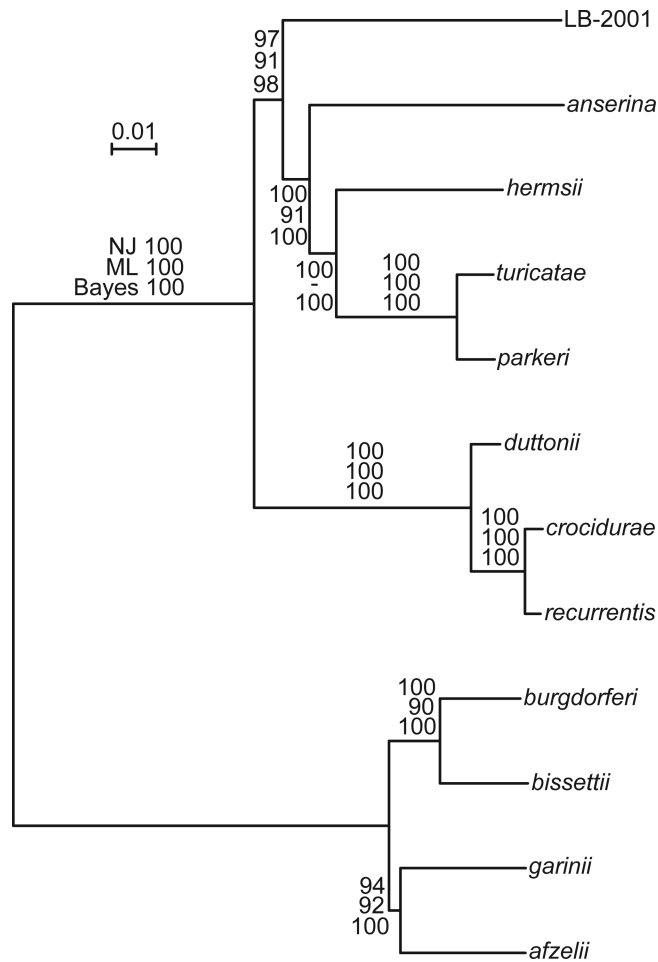 LB-2001
97
91
98
anserina
0.01
hermsii
100
91
100
NJ 100
ML 100
Bayes 100
100
-
100
100
100
100
turicatae
parkeri
duttonii
100
100
100
100
100
100
crocidurae
recurrentis
100
90
100
burgdorferi
bissettii
garinii
94
92
100
afzelii